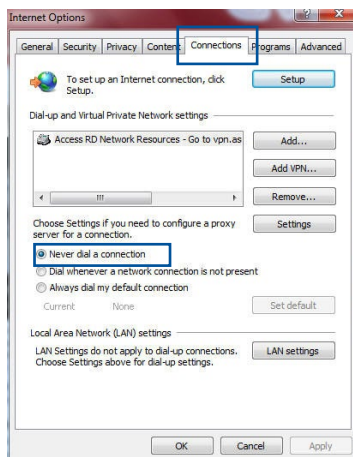 Internet Options
General Security Privacy Content Connections Programs Advanced
To set up an Internet connection, click
Setup.
Setup
Dial-up and Virtual Private Network settings
Access RD Network Resources - Go to vpn.as
Add...
Add VPN...
Remove...
Choose Settings if you need to configure a proxy
server for a connection.
Settings
Never dial a connection
Dial whenever a network connection is not present
Always dial my default connection
Current None
Set default
Local Area Network (LAN) settings
LAN Settings do not apply to dial-up connections.
Choose Settings above for dial-up settings.
LAN settings
OK Cancel Apply